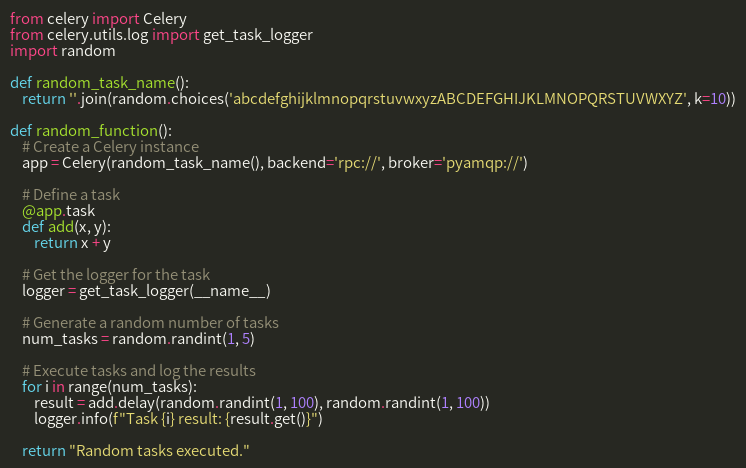 from celery import Celery
from celery.utils.log import get_task_logger
import random

def random_task_name():
    return ''.join(random.choices('abcdefghijklmnopqrstuvwxyzABCDEFGHIJKLMNOPQRSTUVWXYZ', k=10))

def random_function():
    # Create a Celery instance
    app = Celery(random_task_name(), backend='rpc://', broker='pyamqp://')

    # Define a task
    @app.task
    def add(x, y):
        return x + y

    # Get the logger for the task
    logger = get_task_logger(__name__)

    # Generate a random number of tasks
    num_tasks = random.randint(1, 5)

    # Execute tasks and log the results
    for i in range(num_tasks):
        result = add.delay(random.randint(1, 100), random.randint(1, 100))
        logger.info(f"Task {i} result: {result.get()}")

    return "Random tasks executed."